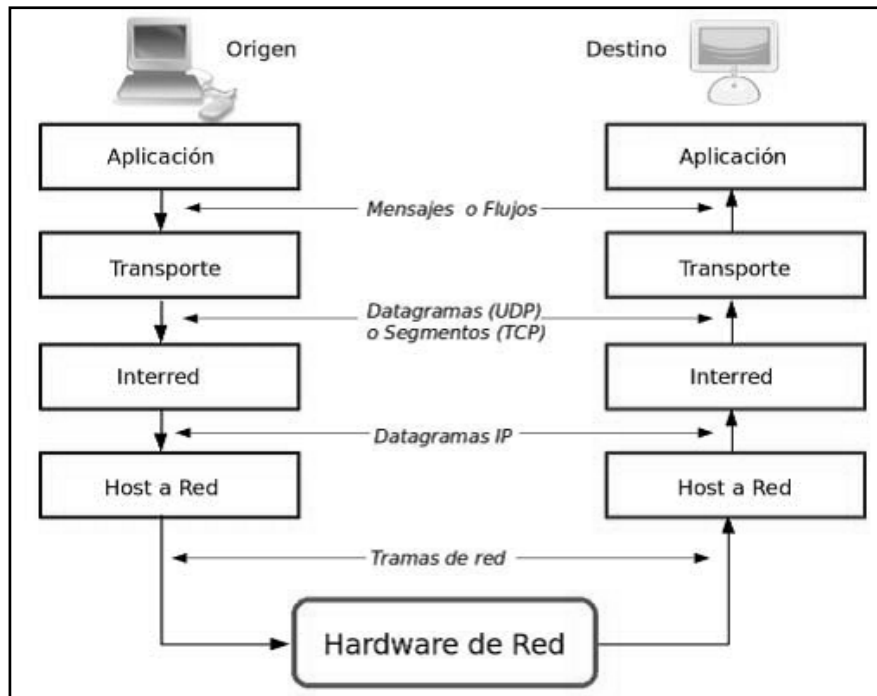 Origen
Destino
Aplicación
Aplicación
Mensajes o Flujos
Transporte
Transporte
Datagramas (UDP)
o Segmentos (TCP)
Interred
Interred
Datagramas IP
Host a Red
Host a Red
Tramas de red
Hardware de Red